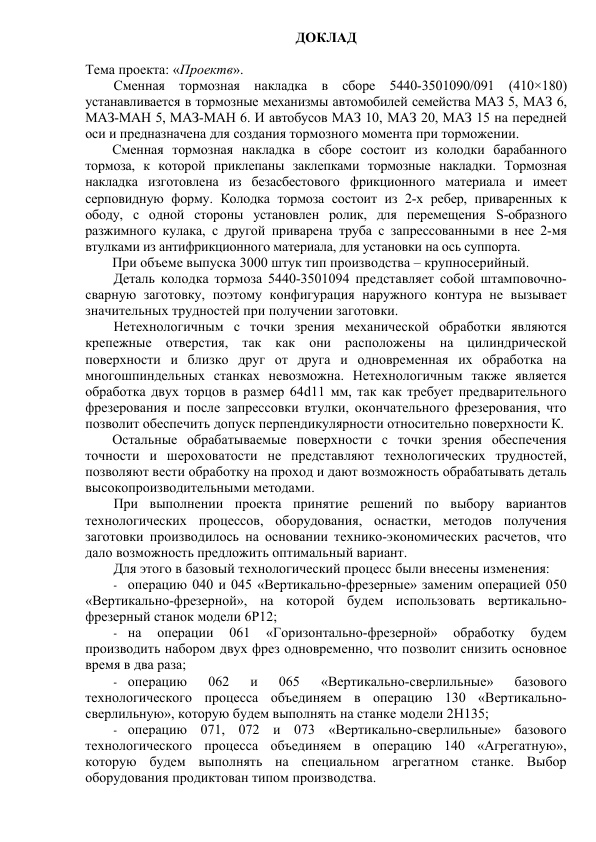 ДОКЛАД
Тема проекта: «Проектв».
Сменная тормозная накладка в сборе 5440-3501090/091 (410×180)
устанавливается в тормозные механизмы автомобилей семейства МАЗ 5, МАЗ 6,
МАЗ-МАН 5, МАЗ-МАН 6. И автобусов МАЗ 10, МАЗ 20, МАЗ 15 на передней
оси и предназначена для создания тормозного момента при торможении.
Сменная тормозная накладка в сборе состоит из колодки барабанного
тормоза, к которой приклепаны заклепками тормозные накладки. Тормозная
накладка изготовлена из безасбестового фрикционного материала и имеет
серповидную форму. Колодка тормоза состоит из 2-х ребер, приваренных к
ободу, с одной стороны установлен ролик, для перемещения S-образного
разжимного кулака, с другой приварена труба с запрессованными в нее 2-мя
втулками из антифрикционного материала, для установки на ось суппорта.
При объеме выпуска 3000 штук тип производства – крупносерийный.
Деталь колодка тормоза 5440-3501094 представляет собой штамповочно-
сварную заготовку, поэтому конфигурация наружного контура не вызывает
значительных трудностей при получении заготовки.
Нетехнологичным с точки зрения механической обработки являются
крепежные отверстия, так как они расположены на цилиндрической
поверхности и близко друг от друга и одновременная их обработка на
многошпиндельных станках невозможна. Нетехнологичным также является
обработка двух торцов в размер 64d11 мм, так как требует предварительного
фрезерования и после запрессовки втулки, окончательного фрезерования, что
позволит обеспечить допуск перпендикулярности относительно поверхности К.
Остальные обрабатываемые поверхности с точки зрения обеспечения
точности и шероховатости не представляют технологических трудностей,
позволяют вести обработку на проход и дают возможность обрабатывать деталь
высокопроизводительными методами.
При выполнении проекта принятие решений по выбору вариантов
технологических процессов, оборудования, оснастки, методов получения
заготовки производилось на основании технико-экономических расчетов, что
дало возможность предложить оптимальный вариант.
Для этого в базовый технологический процесс были внесены изменения:
- операцию 040 и 045 «Вертикально-фрезерные» заменим операцией 050
«Вертикально-фрезерной», на которой будем использовать вертикально-
фрезерный станок модели 6Р12;
- на операции 061 «Горизонтально-фрезерной» обработку будем
производить набором двух фрез одновременно, что позволит снизить основное
время в два раза;
- операцию 062 и 065 «Вертикально-сверлильные» базового
технологического процесса объединяем в операцию 130 «Вертикально-
сверлильную», которую будем выполнять на станке модели 2Н135;
- операцию 071, 072 и 073 «Вертикально-сверлильные» базового
технологического процесса объединяем в операцию 140 «Агрегатную»,
которую будем выполнять на специальном агрегатном станке. Выбор
оборудования продиктован типом производства.